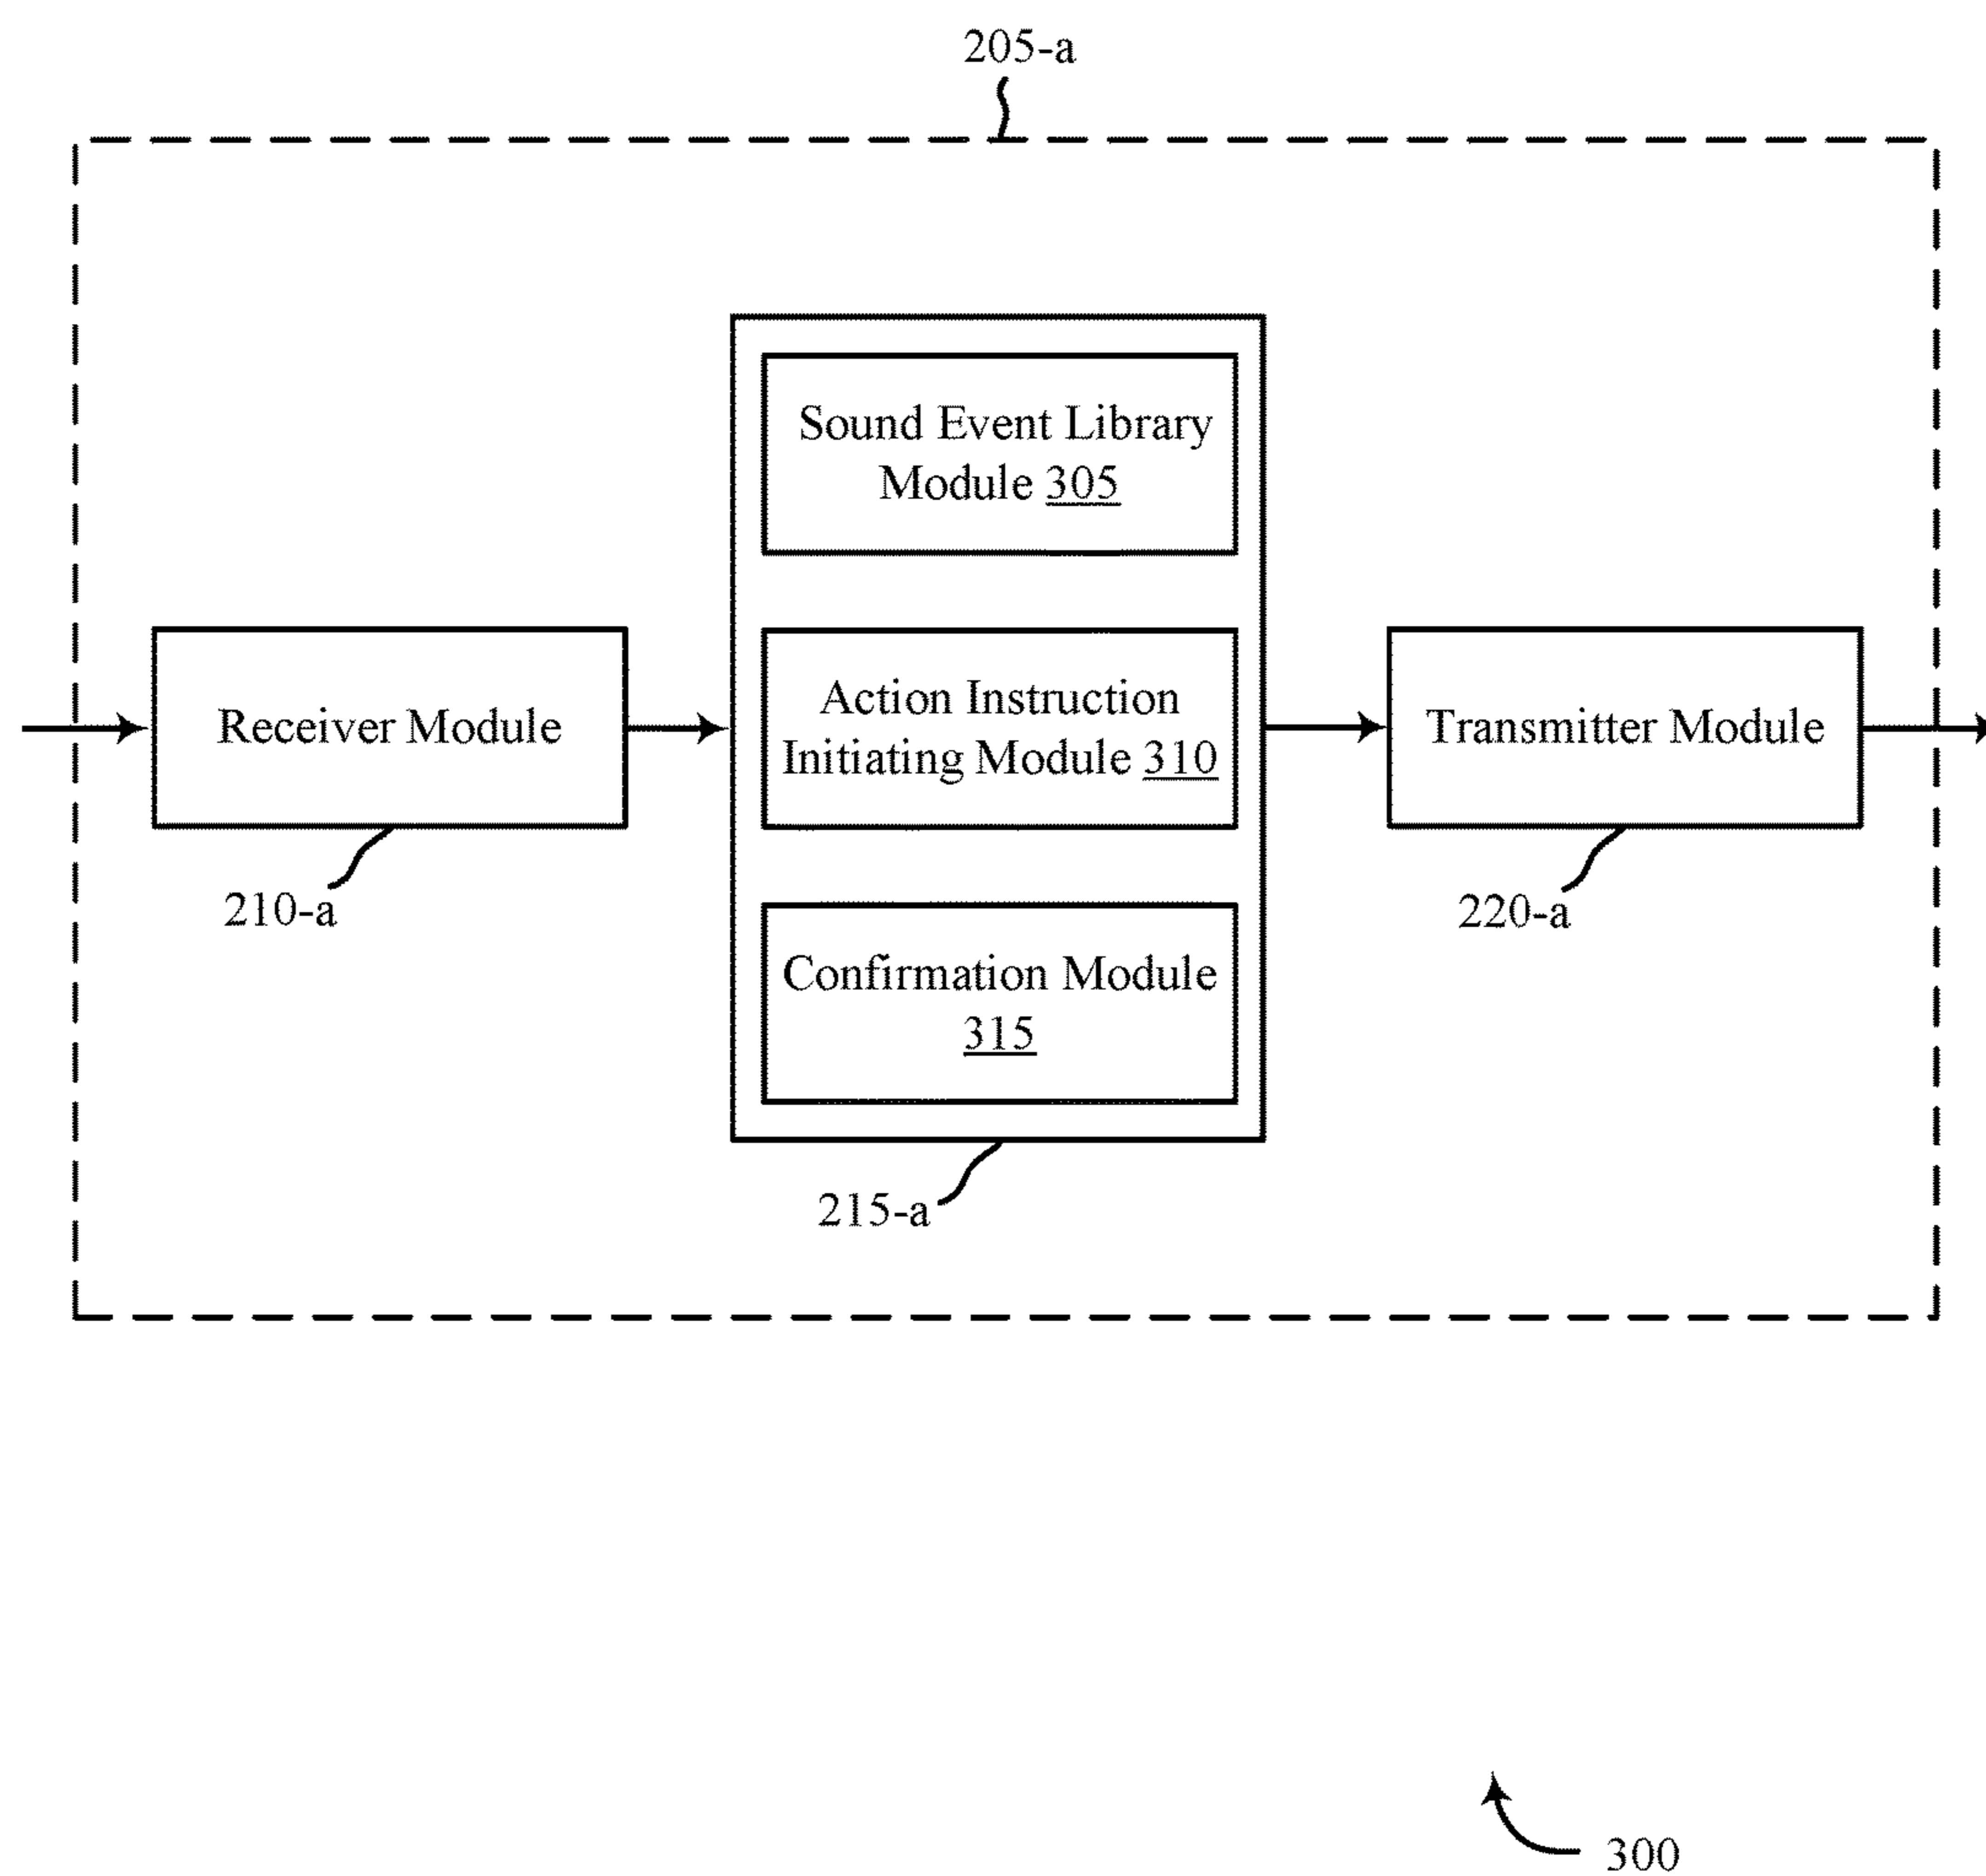 205-a
Sound Event Library
Module 305
Receiver Module
Action Instruction
Initiating Module 310
Transmitter Module
210-a
220-a
Confirmation Module
315
215-a
300